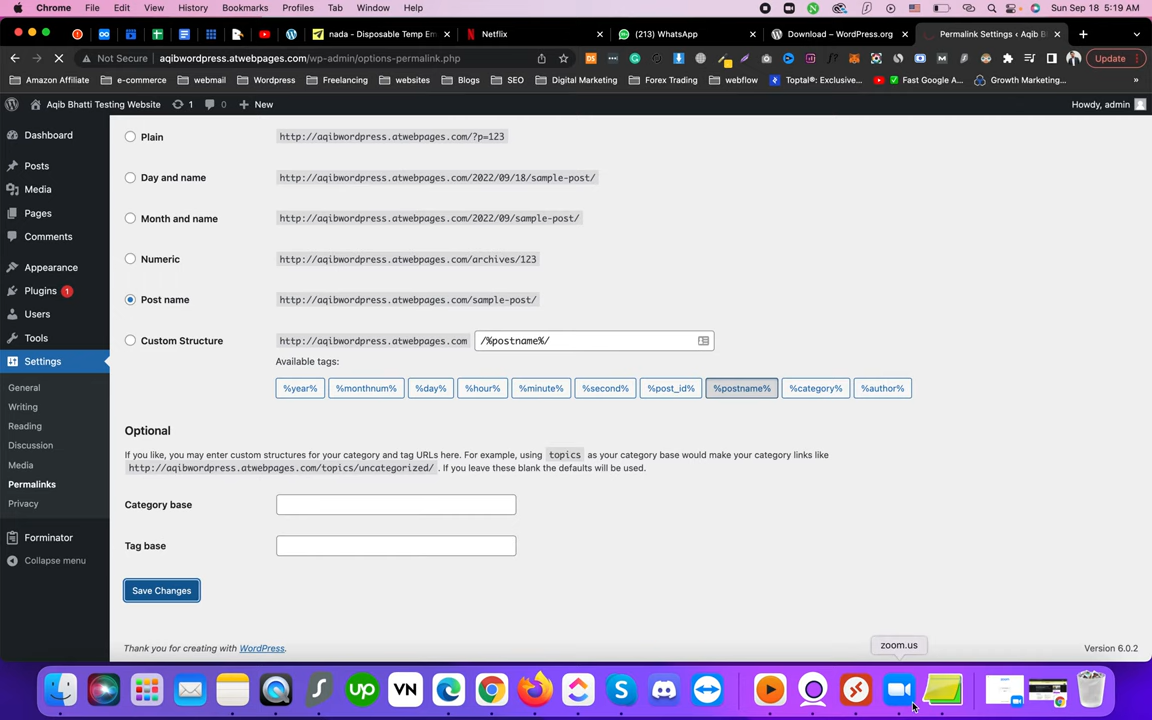 Chrome File Edit View History Bookmarks Profiles Tab Window Help Sun Sep 18 5:19 AM
nada - Disposable Temp Em Netflix (213) WhatsApp Download – WordPress.org Permalink Settings ‹ Aqib B
Not Secure aqibwordpress.atwebpages.com/wp-admin/options-permalink.php Update
Amazon Affiliate e-commerce webmail Wordpress Freelancing websites Blogs SEO Digital Marketing Forex Trading webflow Toptal®: Exclusive... Fast Google A... Growth Marketing...
Aqib Bhatti Testing Website 1 0 New Howdy, admin
Dashboard
Posts
Media
Pages
Comments
Appearance
Plugins 1
Users
Tools
Settings
General
Writing
Reading
Discussion
Media
Permalinks
Privacy
Forminator
Collapse menu
Plain http://aqibwordpress.atwebpages.com/?p=123
Day and name http://aqibwordpress.atwebpages.com/2022/09/18/sample-post/
Month and name http://aqibwordpress.atwebpages.com/2022/09/sample-post/
Numeric http://aqibwordpress.atwebpages.com/archives/123
Post name http://aqibwordpress.atwebpages.com/sample-post/
Custom Structure http://aqibwordpress.atwebpages.com /%postname%/
Available tags:
%year% %monthnum% %day% %hour% %minute% %second% %post_id% %postname% %category% %author%
Optional
If you like, you may enter custom structures for your category and tag URLs here. For example, using topics as your category base would make your category links like
http://aqibwordpress.atwebpages.com/topics/uncategorized/ . If you leave these blank the defaults will be used.
Category base
Tag base
Save Changes
Thank you for creating with WordPress. Version 6.0.2
zoom.us
up VN